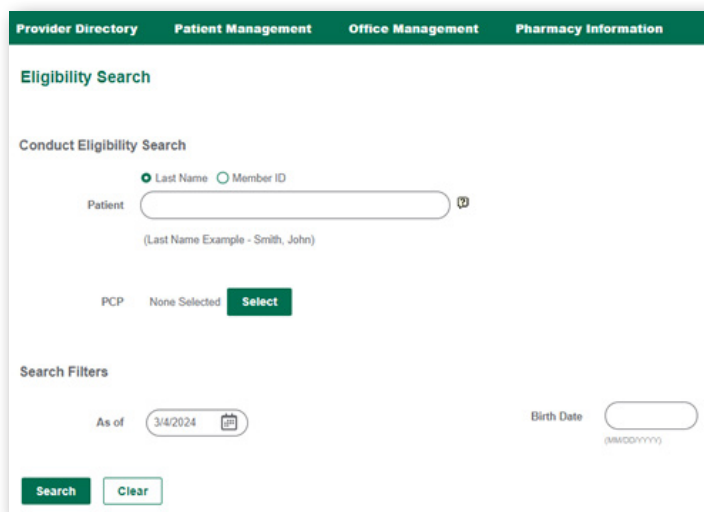 Provider Directory Patient Management Office Management Pharmacy Information
Eligibility Search
Conduct Eligibility Search
Last Name Member ID
Patient
(Last Name Example - Smith, John)
PCP None Selected Select
Search Filters
As of 3/4/2024 Birth Date
(MM/DD/YYYY)
Search Clear